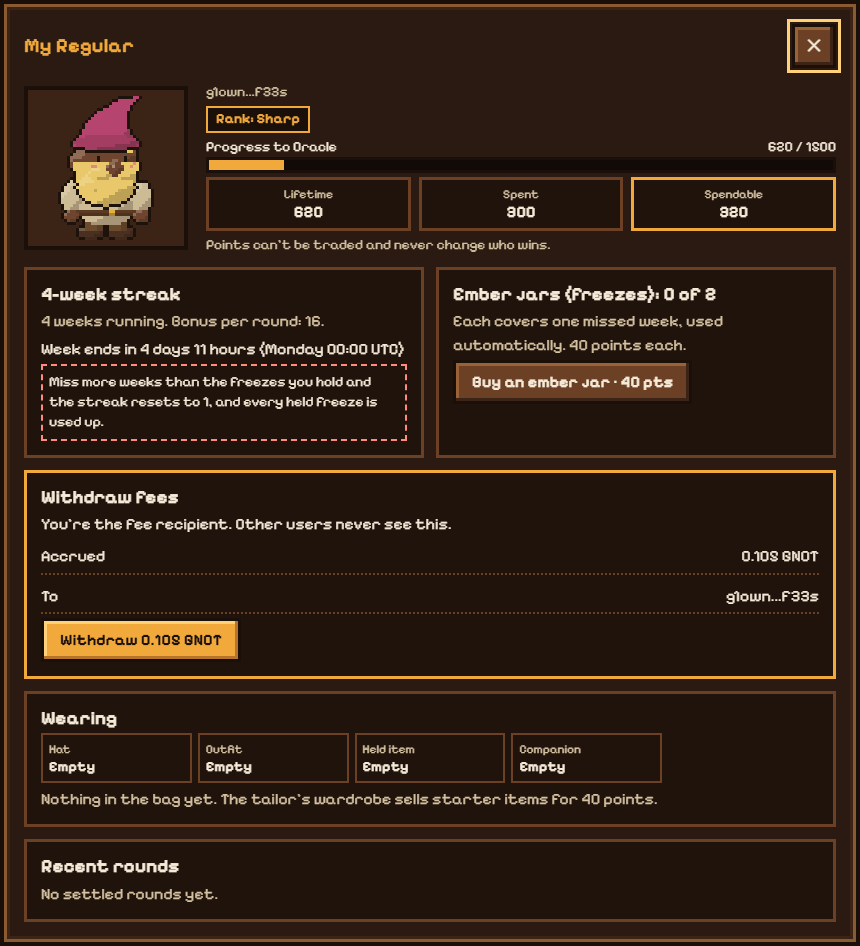 My Regular
g1own...f33s
Rank: Sharp
Progress to Oracle
620 / 1500
Lifetime
620
Spent
300
Spendable
320
Points can't be traded and never change who wins.
4-week streak
4 weeks running. Bonus per round: 16.
Week ends in 4 days 11 hours (Monday 00:00 UTC)
Miss more weeks than the freezes you hold and
the streak resets to 1, and every held freeze is
used up.
Ember jars (freezes): 0 of 2
Each covers one missed week, used
automatically. 40 points each.
Buy an ember jar · 40 pts
Withdraw fees
You're the fee recipient. Other users never see this.
Accrued
0.105 GNOT
To
g1own...f33s
Withdraw 0.105 GNOT
Wearing
Hat
Empty
Outfit
Empty
Held item
Empty
Companion
Empty
Nothing in the bag yet. The tailor's wardrobe sells starter items for 40 points.
Recent rounds
No settled rounds yet.